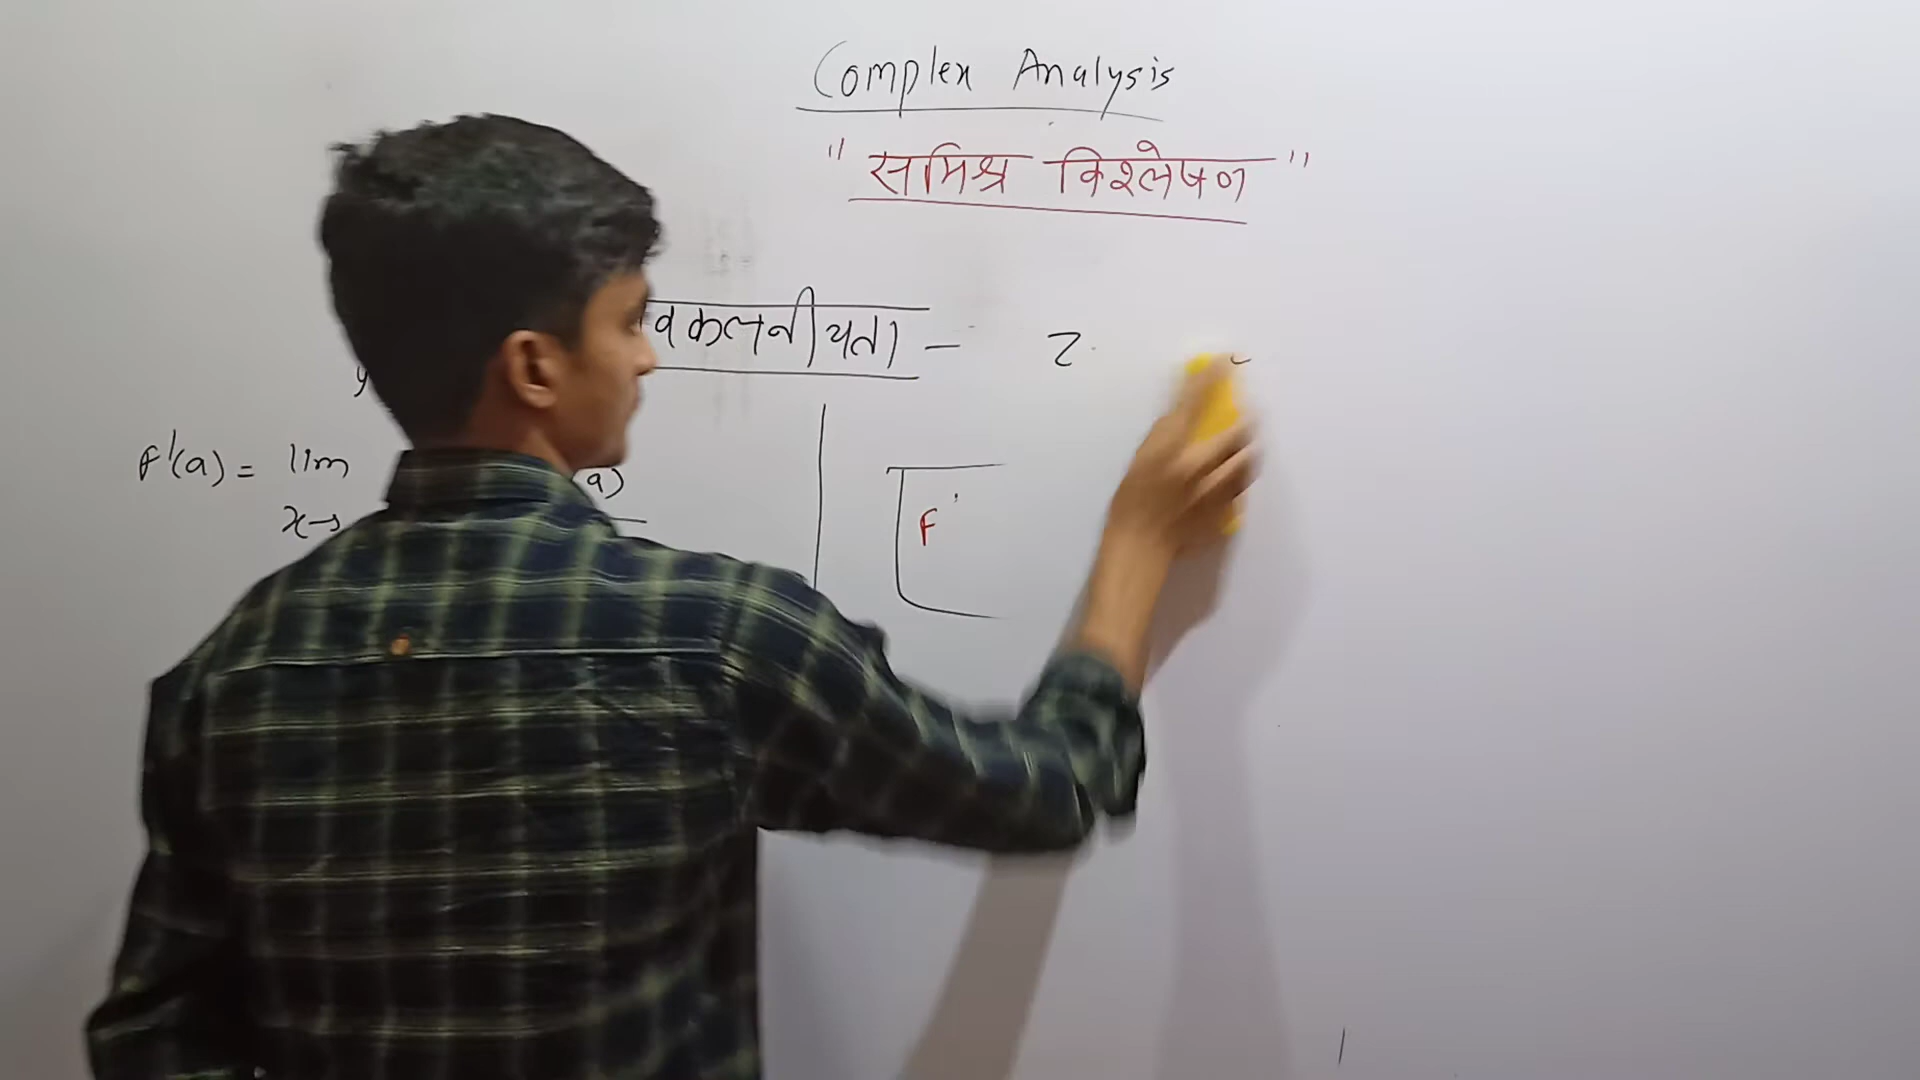 Complex Analysis
"समिश्र विश्लेषण"
वकलनीयता - z
y
F'(a) = lim a)
x→
F'